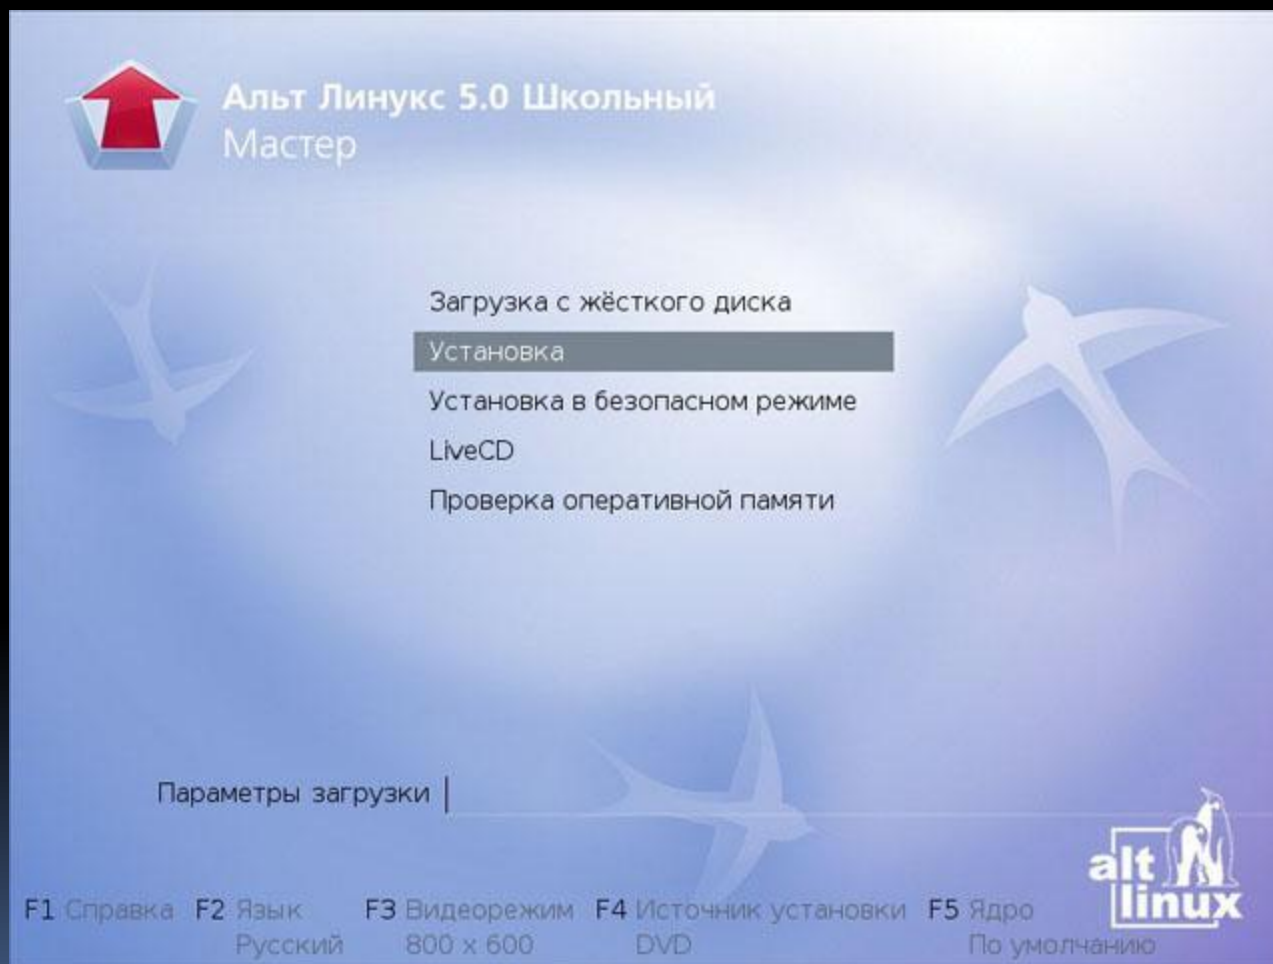 Альт Линукс 5.0 Школьный
Мастер
Загрузка с жёсткого диска
Установка
Установка в безопасном режиме
LiveCD
Проверка оперативной памяти
Параметры загрузки
alt
linux
F1 Справка F2 Язык F3 Видеорежим F4 Источник установки F5 Ядро
Русский 800 x 600 DVD По умолчанию